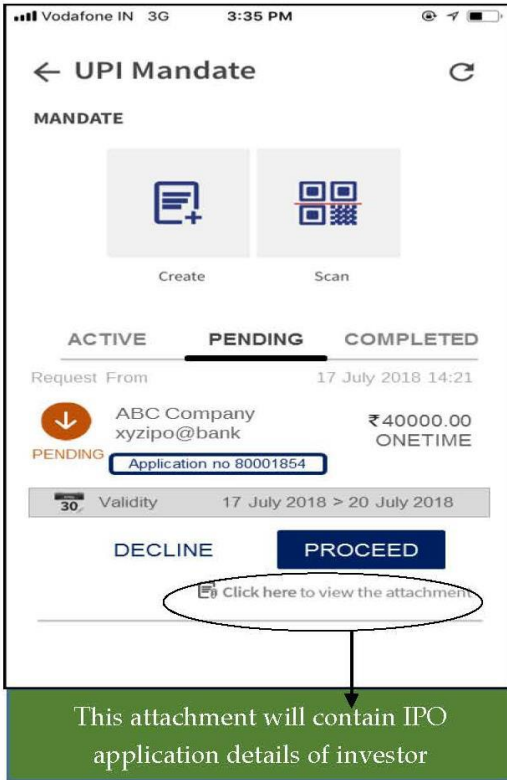 Vodafone IN 3G 3:35 PM
← UPI Mandate
MANDATE
Create Scan
ACTIVE PENDING COMPLETED
Request From 17 July 2018 14:21
ABC Company ₹40000.00
xyzipo@bank ONETIME
PENDING
Application no 80001854
30 Validity 17 July 2018 > 20 July 2018
DECLINE PROCEED
Click here to view the attachment
This attachment will contain IPO
application details of investor